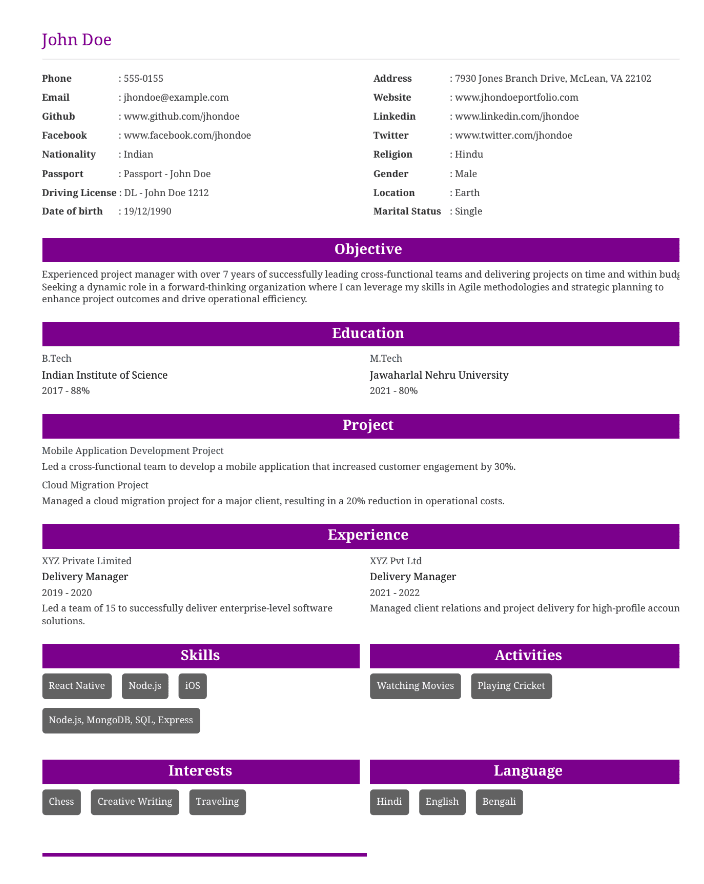 John Doe
Phone : 555-0155
Address : 7930 Jones Branch Drive, McLean, VA 22102
Email : jhondoe@example.com
Website : www.jhondoeportfolio.com
Github : www.github.com/jhondoe
Linkedin : www.linkedin.com/jhondoe
Facebook : www.facebook.com/jhondoe
Twitter : www.twitter.com/jhondoe
Nationality : Indian
Religion : Hindu
Passport : Passport - John Doe
Gender : Male
Driving License : DL - John Doe 1212
Location : Earth
Date of birth : 19/12/1990
Marital Status : Single
Objective
Experienced project manager with over 7 years of successfully leading cross-functional teams and delivering projects on time and within budg
Seeking a dynamic role in a forward-thinking organization where I can leverage my skills in Agile methodologies and strategic planning to
enhance project outcomes and drive operational efficiency.
Education
B.Tech
Indian Institute of Science
2017 - 88%
M.Tech
Jawaharlal Nehru University
2021 - 80%
Project
Mobile Application Development Project
Led a cross-functional team to develop a mobile application that increased customer engagement by 30%.
Cloud Migration Project
Managed a cloud migration project for a major client, resulting in a 20% reduction in operational costs.
Experience
XYZ Private Limited
Delivery Manager
2019 - 2020
Led a team of 15 to successfully deliver enterprise-level software
solutions.
XYZ Pvt Ltd
Delivery Manager
2021 - 2022
Managed client relations and project delivery for high-profile accoun
Skills
React Native
Node.js
iOS
Node.js, MongoDB, SQL, Express
Activities
Watching Movies
Playing Cricket
Interests
Chess
Creative Writing
Traveling
Language
Hindi
English
Bengali